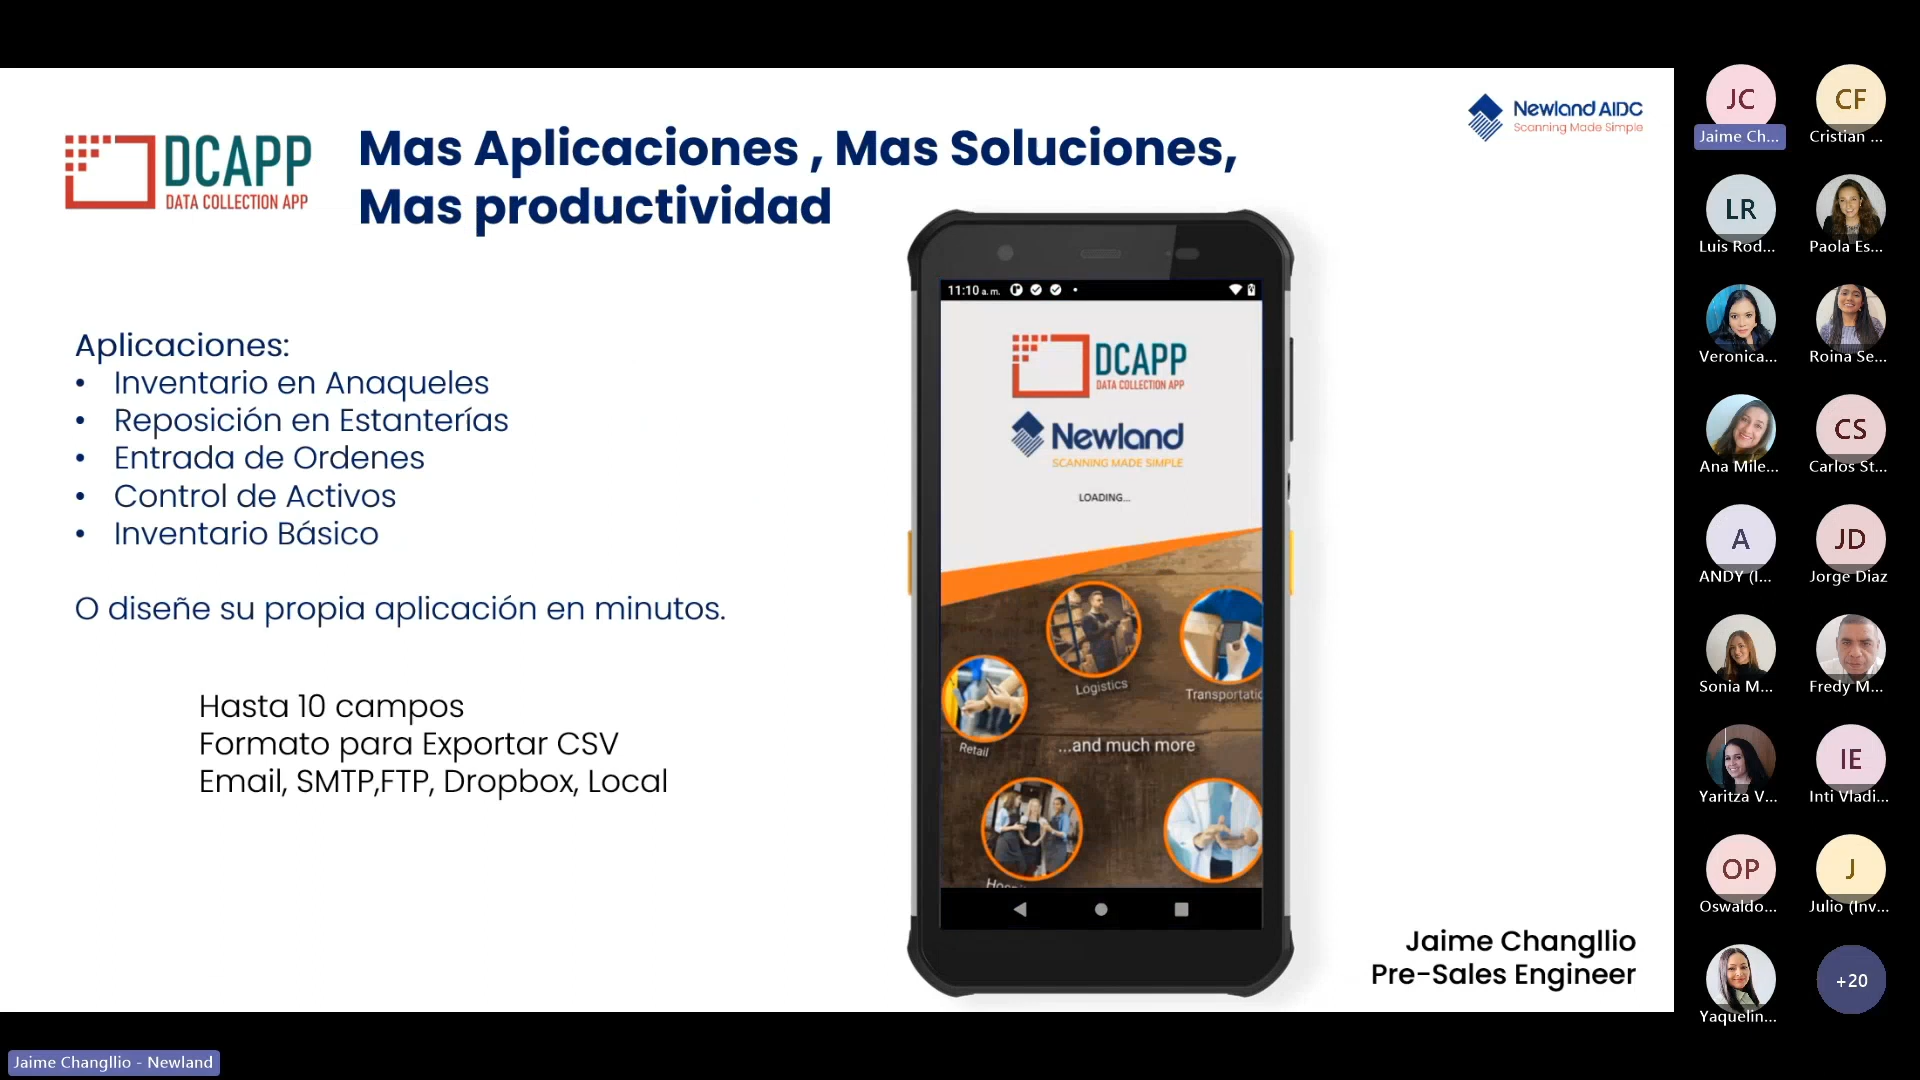 DCAPP
DATA COLLECTION APP
Mas Aplicaciones , Mas Soluciones,
Mas productividad
Newland AIDC
Scanning Made Simple
Aplicaciones:
• Inventario en Anaqueles
• Reposición en Estanterías
• Entrada de Ordenes
• Control de Activos
• Inventario Básico
O diseñe su propia aplicación en minutos.
Hasta 10 campos
Formato para Exportar CSV
Email, SMTP,FTP, Dropbox, Local
11:10 a. m.
DCAPP
DATA COLLECTION APP
Newland
SCANNING MADE SIMPLE
LOADING...
Logistics
Transportatio
Retail
...and much more
Jaime Changllio
Pre-Sales Engineer
JC
Jaime Ch...
CF
Cristian ...
LR
Luis Rod...
Paola Es...
Veronica...
Roina Se...
Ana Mile...
CS
Carlos St...
A
ANDY (I...
JD
Jorge Diaz
Sonia M...
Fredy M...
Yaritza V...
IE
Inti Vladi...
OP
Oswaldo...
J
Julio (Inv...
Yaquelin...
+20
Jaime Changllio - Newland